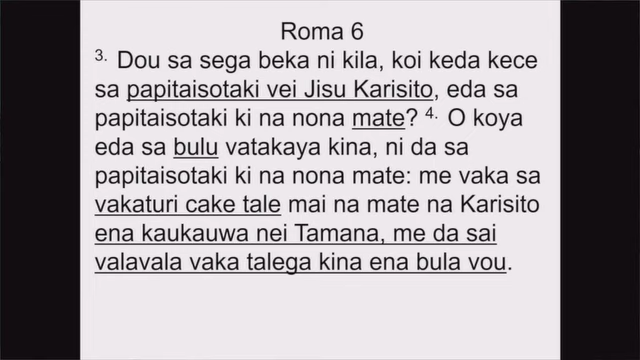 Roma 6
3. Dou sa sega beka ni kila, koi keda kece
sa papitaisotaki vei Jisu Karisito, eda sa
papitaisotaki ki na nona mate? 4. O koya
eda sa bulu vatakaya kina, ni da sa
papitaisotaki ki na nona mate: me vaka sa
vakaturi cake tale mai na mate na Karisito
ena kaukauwa nei Tamana, me da sai
valavala vaka talega kina ena bula vou.